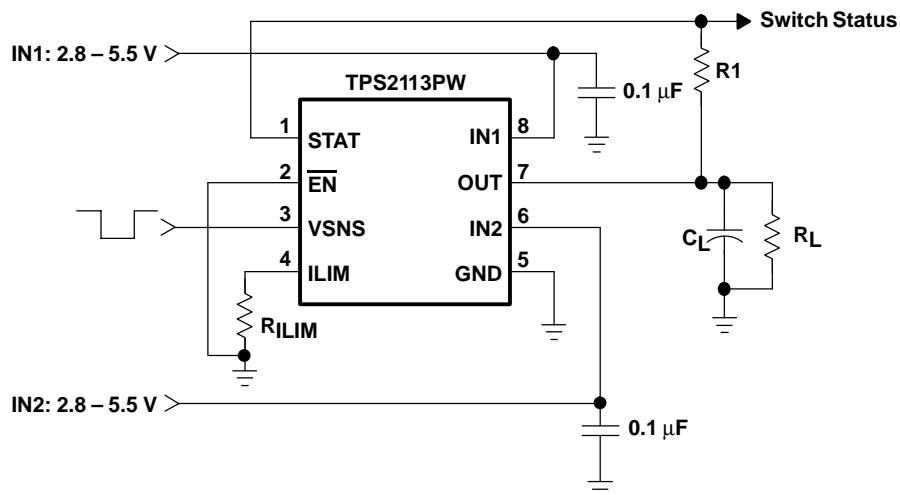 Switch Status
IN1: 2.8 – 5.5 V
R1
TPS2113PW
0.1 μF
1
STAT
IN1
8
2
E̅N̅
OUT
7
3
VSNS
IN2
6
4
ILIM
GND
5
CL
RL
RILIM
IN2: 2.8 – 5.5 V
0.1 μF